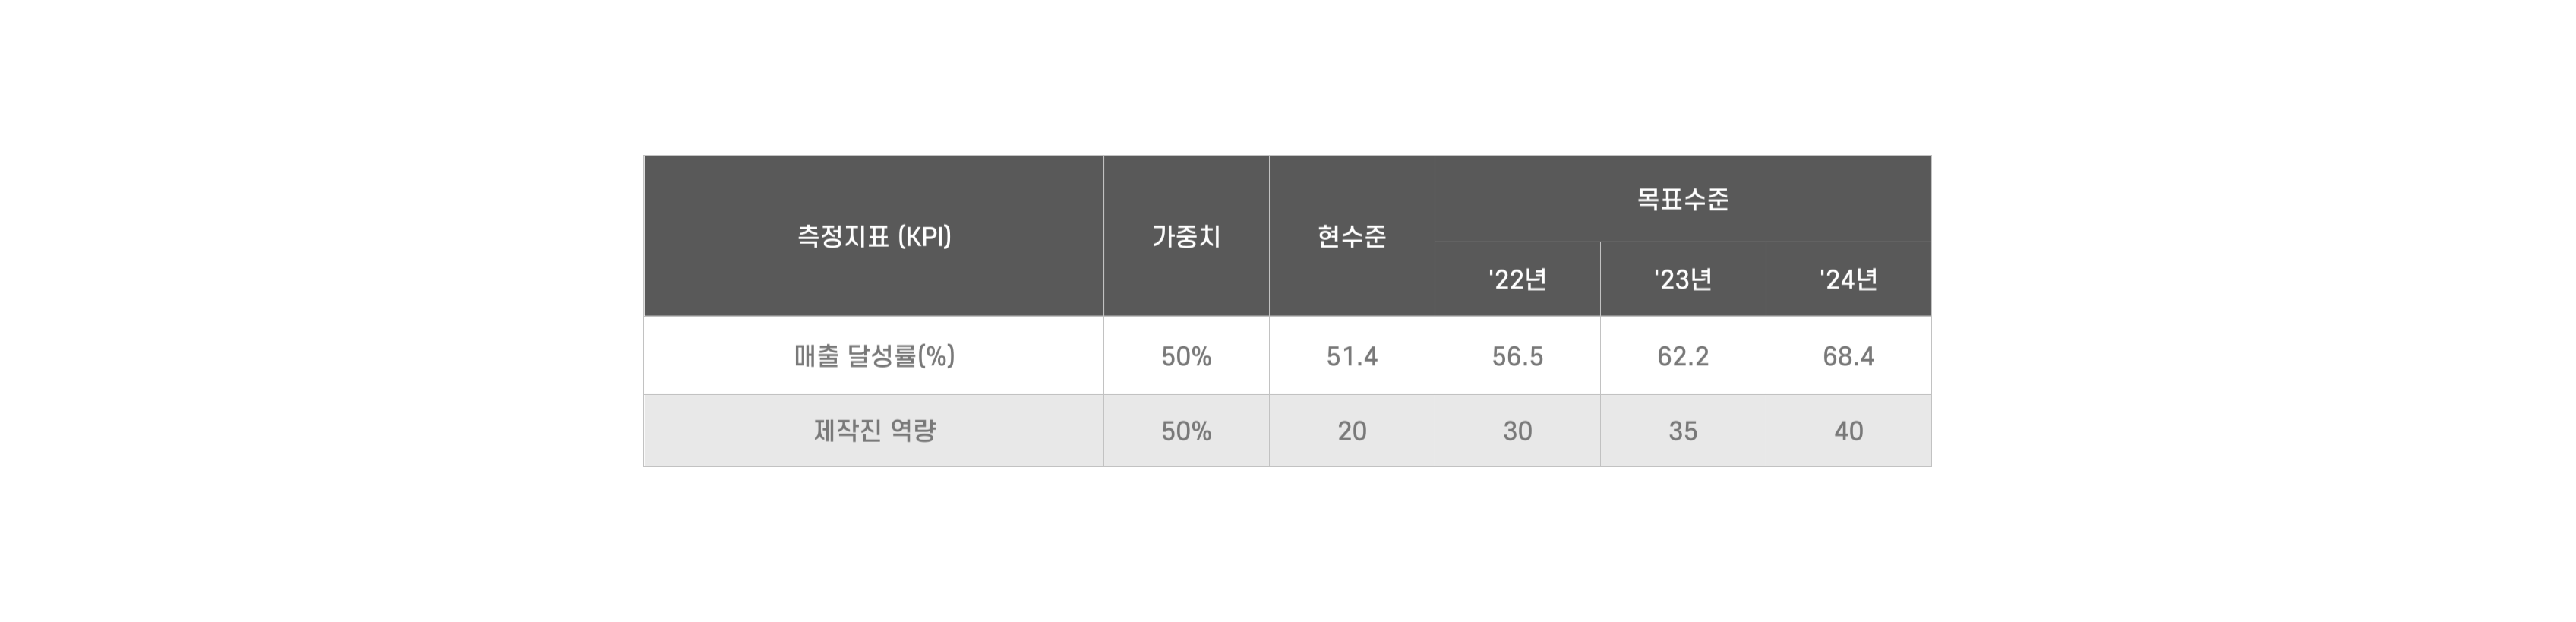 측정지표 (KPI) 가중치 현수준 목표수준
'22년 '23년 '24년
매출 달성률(%) 50% 51.4 56.5 62.2 68.4
제작진 역량 50% 20 30 35 40